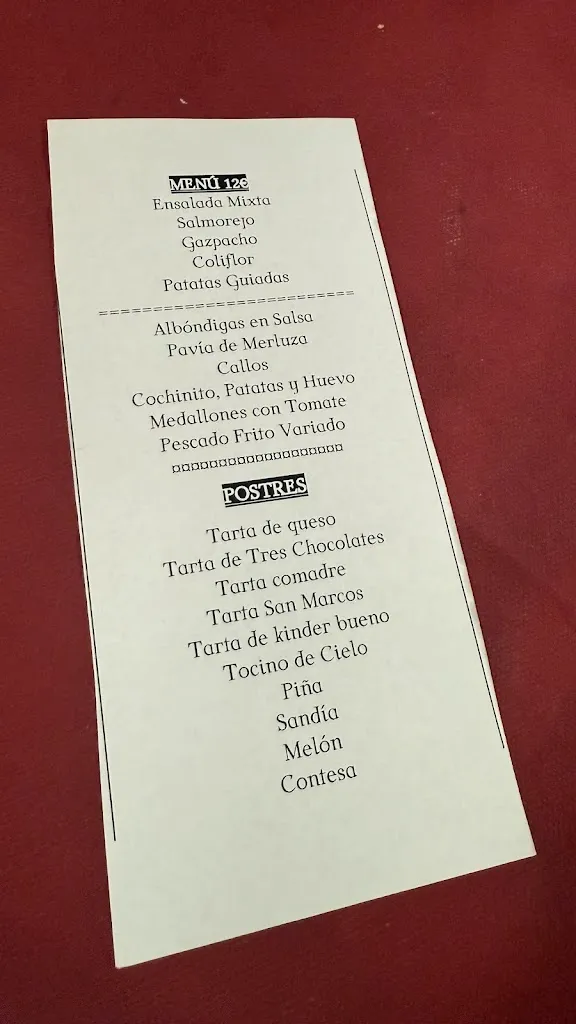 MENÚ 12€
Ensalada Mixta
Salmorejo
Gazpacho
Coliflor
Patatas Guiadas
========================
Albóndigas en Salsa
Pavía de Merluza
Callos
Cochinito, Patatas y Huevo
Medallones con Tomate
Pescado Frito Variado
¤¤¤¤¤¤¤¤¤¤¤¤¤¤¤¤¤¤¤
POSTRES
Tarta de queso
Tarta de Tres Chocolates
Tarta comadre
Tarta San Marcos
Tarta de kinder bueno
Tocino de Cielo
Piña
Sandía
Melón
Contesa